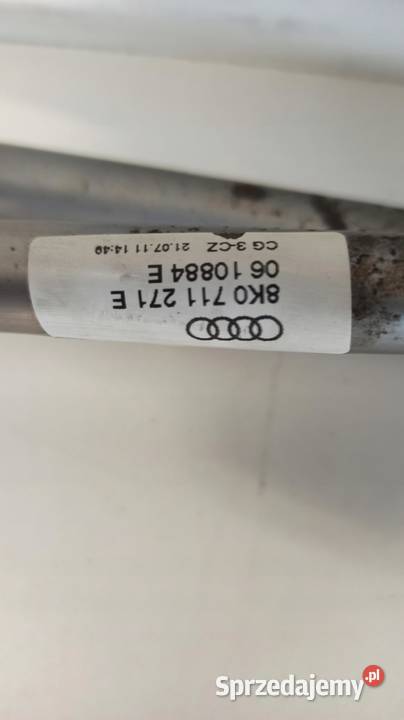 8K0 711 271 E
06 10884 E
CG 3-CZ 21.07.11 14:49
Sprzedajemy.pl